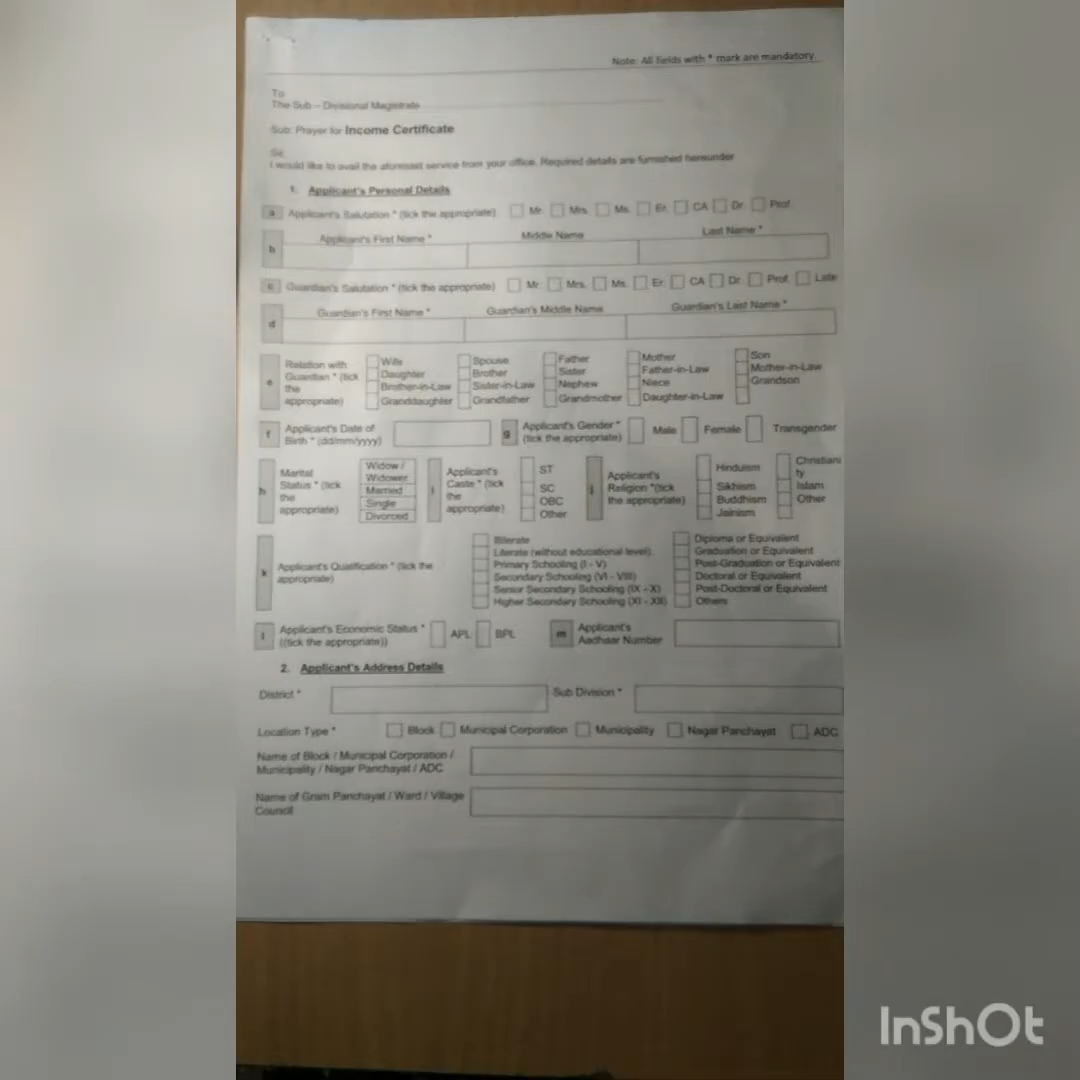 Note: All fields with * mark are mandatory.
To
The Sub – Divisional Magistrate
Sub: Prayer for Income Certificate
Sir,
I would like to avail the aforesaid service from your office. Required details are furnished hereunder
1. Applicant's Personal Details
a Applicant's Salutation * (tick the appropriate) Mr. Mrs. Ms. Er. CA Dr. Prof.
b Applicant's First Name * Middle Name Last Name *
c Guardian's Salutation * (tick the appropriate) Mr. Mrs. Ms. Er. CA Dr. Prof. Late
d Guardian's First Name * Guardian's Middle Name Guardian's Last Name *
e Relation with Guardian * (tick the appropriate)
Wife Spouse Father Mother Son
Daughter Brother Sister Father-in-Law Mother-in-Law
Brother-in-Law Sister-in-Law Nephew Niece Grandson
Granddaughter Grandfather Grandmother Daughter-in-Law
f Applicant's Date of Birth * (dd/mm/yyyy) g Applicant's Gender * (tick the appropriate) Male Female Transgender
h Marital Status * (tick the appropriate)
Widow / Widower
Married
Single
Divorced
i Applicant's Caste * (tick the appropriate)
ST
SC
OBC
Other
j Applicant's Religion *(tick the appropriate)
Hinduism Christianity
Sikhism Islam
Buddhism Other
Jainism
k Applicant's Qualification * (tick the appropriate)
Illiterate Diploma or Equivalent
Literate (without educational level) Graduation or Equivalent
Primary Schooling (I - V) Post-Graduation or Equivalent
Secondary Schooling (VI - VIII) Doctoral or Equivalent
Senior Secondary Schooling (IX - X) Post-Doctoral or Equivalent
Higher Secondary Schooling (XI - XII) Others
l Applicant's Economic Status * ((tick the appropriate)) APL BPL m Applicant's Aadhaar Number
2. Applicant's Address Details
District * Sub Division *
Location Type * Block Municipal Corporation Municipality Nagar Panchayat ADC
Name of Block / Municipal Corporation /
Municipality / Nagar Panchayat / ADC
Name of Gram Panchayat / Ward / Village
Council
InShOt